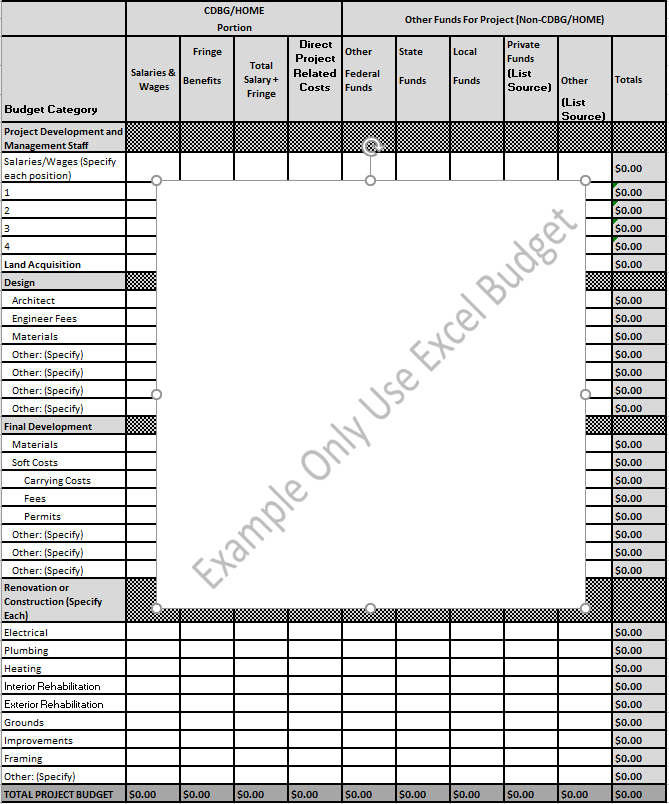 CDBG/HOME
Portion
Other Funds For Project (Non-CDBG/HOME)
Budget Category
Salaries &
Wages
Fringe
Benefits
Total
Salary +
Fringe
Direct
Project
Related
Costs
Other
Federal
Funds
State
Funds
Local
Funds
Private
Funds
(List
Source)
Other
(List
Source)
Totals
Project Development and
Management Staff
Salaries/Wages (Specify
each position) $0.00
1 $0.00
2 $0.00
3 $0.00
4 $0.00
Land Acquisition $0.00
Design
Architect $0.00
Engineer Fees $0.00
Materials $0.00
Other: (Specify) $0.00
Other: (Specify) $0.00
Other: (Specify) $0.00
Other: (Specify) $0.00
Final Development
Materials $0.00
Soft Costs $0.00
Carrying Costs $0.00
Fees $0.00
Permits $0.00
Other: (Specify) $0.00
Other: (Specify) $0.00
Other: (Specify) $0.00
Example Only Use Excel Budget
Renovation or
Construction (Specify
Each)
Electrical $0.00
Plumbing $0.00
Heating $0.00
Interior Rehabilitation $0.00
Exterior Rehabilitation $0.00
Grounds $0.00
Improvements $0.00
Framing $0.00
Other: (Specify) $0.00
TOTAL PROJECT BUDGET $0.00 $0.00 $0.00 $0.00 $0.00 $0.00 $0.00 $0.00 $0.00 $0.00